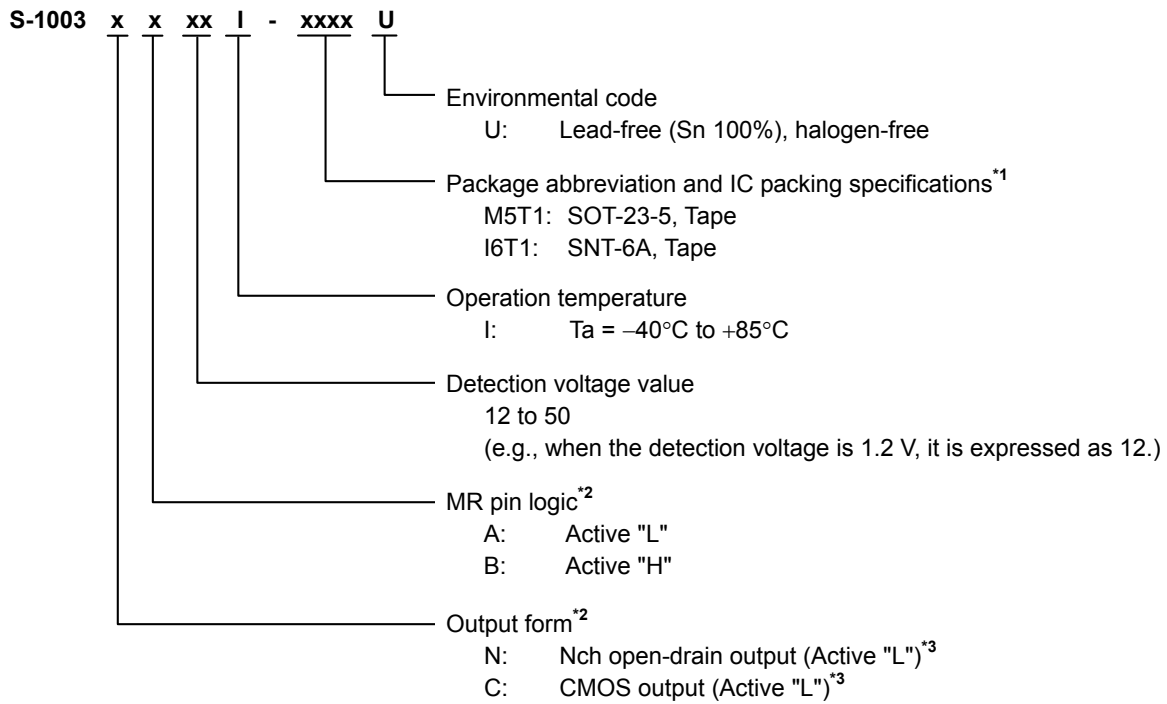 S-1003 x x xx I - xxxx U
Environmental code
U: Lead-free (Sn 100%), halogen-free
Package abbreviation and IC packing specifications*1
M5T1: SOT-23-5, Tape
I6T1: SNT-6A, Tape
Operation temperature
I: Ta = −40°C to +85°C
Detection voltage value
12 to 50
(e.g., when the detection voltage is 1.2 V, it is expressed as 12.)
MR pin logic*2
A: Active "L"
B: Active "H"
Output form*2
N: Nch open-drain output (Active "L")*3
C: CMOS output (Active "L")*3